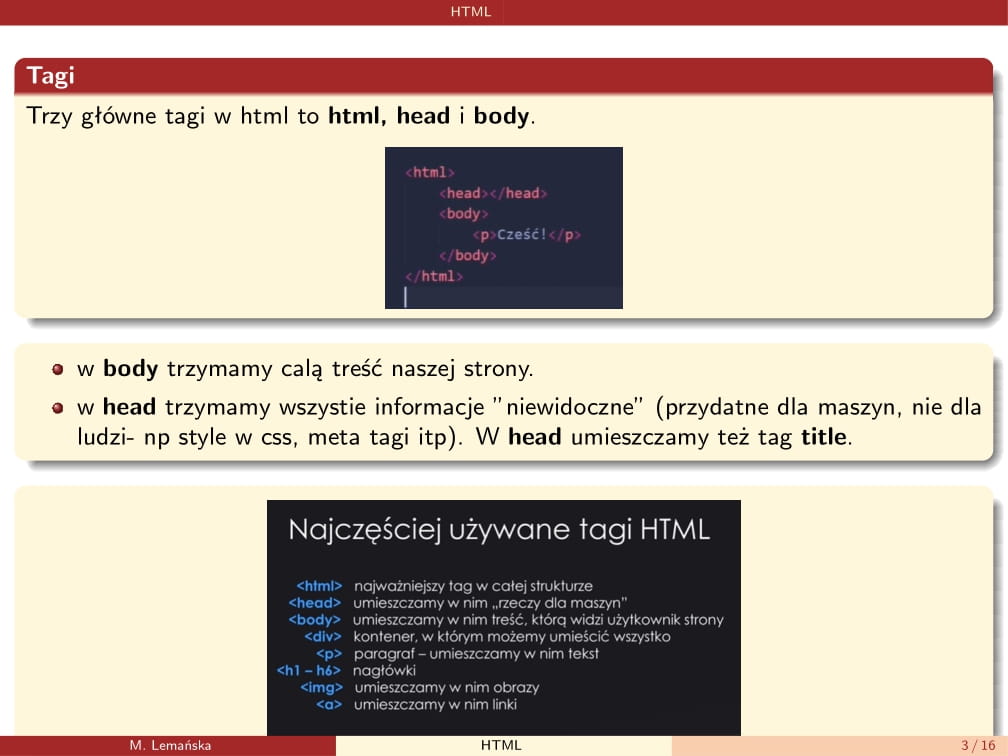 HTML
Tagi
Trzy główne tagi w html to html, head i body.
<html>
<head></head>
<body>
<p>Cześć!</p>
</body>
</html>
w body trzymamy całą treść naszej strony.
w head trzymamy wszystie informacje ”niewidoczne” (przydatne dla maszyn, nie dla
ludzi- np style w css, meta tagi itp). W head umieszczamy też tag title.
Najczęściej używane tagi HTML
<html> najważniejszy tag w całej strukturze
<head> umieszczamy w nim „rzeczy dla maszyn”
<body> umieszczamy w nim treść, którą widzi użytkownik strony
<div> kontener, w którym możemy umieścić wszystko
<p> paragraf – umieszczamy w nim tekst
<h1 – h6> nagłówki
<img> umieszczamy w nim obrazy
<a> umieszczamy w nim linki
M. Lemańska HTML 3 / 16